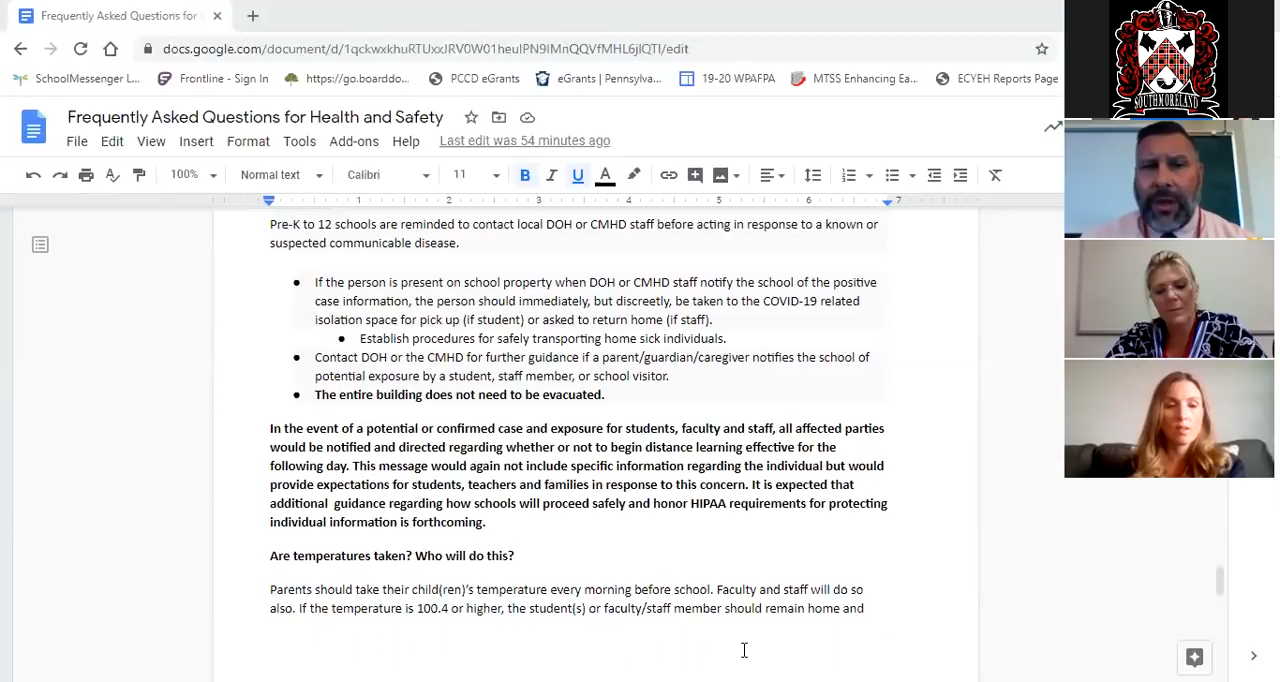 Frequently Asked Questions for
docs.google.com/document/d/1qckwxkhuRTUxxJRV0W01heuIPN9IMnQQVfMHL6jIQTI/edit
SchoolMessenger L...
Frontline - Sign In
https://go.boarddo...
PCCD eGrants
eGrants | Pennsylva...
19-20 WPAFPA
MTSS Enhancing Ea...
ECYEH Reports Page
SOUTHMORELAND
Frequently Asked Questions for Health and Safety
File Edit View Insert Format Tools Add-ons Help Last edit was 54 minutes ago
100% Normal text Calibri 11 B I U A
1 2 3 4 5 6 7
Pre-K to 12 schools are reminded to contact local DOH or CMHD staff before acting in response to a known or
suspected communicable disease.
● If the person is present on school property when DOH or CMHD staff notify the school of the positive
case information, the person should immediately, but discreetly, be taken to the COVID-19 related
isolation space for pick up (if student) or asked to return home (if staff).
● Establish procedures for safely transporting home sick individuals.
● Contact DOH or the CMHD for further guidance if a parent/guardian/caregiver notifies the school of
potential exposure by a student, staff member, or school visitor.
● The entire building does not need to be evacuated.
In the event of a potential or confirmed case and exposure for students, faculty and staff, all affected parties
would be notified and directed regarding whether or not to begin distance learning effective for the
following day. This message would again not include specific information regarding the individual but would
provide expectations for students, teachers and families in response to this concern. It is expected that
additional guidance regarding how schools will proceed safely and honor HIPAA requirements for protecting
individual information is forthcoming.
Are temperatures taken? Who will do this?
Parents should take their child(ren)'s temperature every morning before school. Faculty and staff will do so
also. If the temperature is 100.4 or higher, the student(s) or faculty/staff member should remain home and